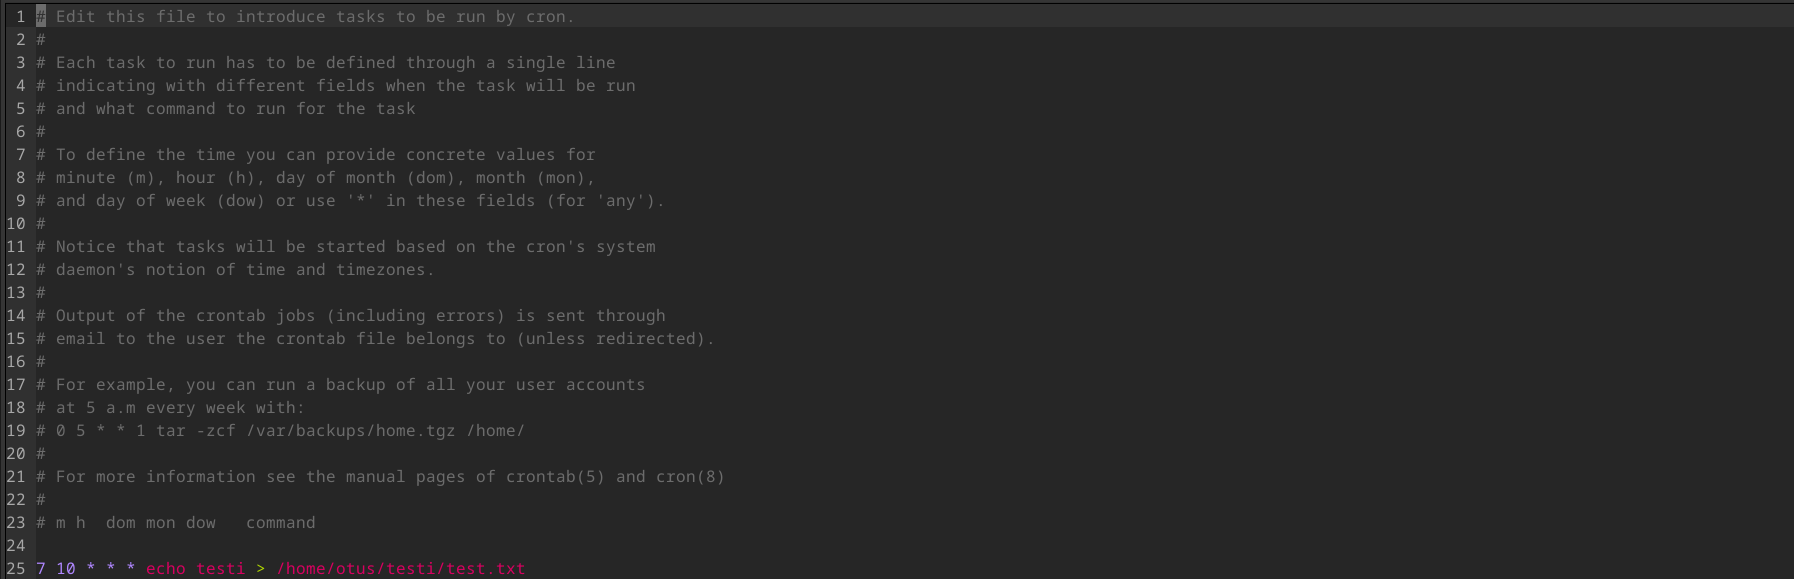 1 # Edit this file to introduce tasks to be run by cron.
2 #
3 # Each task to run has to be defined through a single line
4 # indicating with different fields when the task will be run
5 # and what command to run for the task
6 #
7 # To define the time you can provide concrete values for
8 # minute (m), hour (h), day of month (dom), month (mon),
9 # and day of week (dow) or use '*' in these fields (for 'any').
10 #
11 # Notice that tasks will be started based on the cron's system
12 # daemon's notion of time and timezones.
13 #
14 # Output of the crontab jobs (including errors) is sent through
15 # email to the user the crontab file belongs to (unless redirected).
16 #
17 # For example, you can run a backup of all your user accounts
18 # at 5 a.m every week with:
19 # 0 5 * * 1 tar -zcf /var/backups/home.tgz /home/
20 #
21 # For more information see the manual pages of crontab(5) and cron(8)
22 #
23 # m h  dom mon dow   command
24
25 7 10 * * * echo testi > /home/otus/testi/test.txt